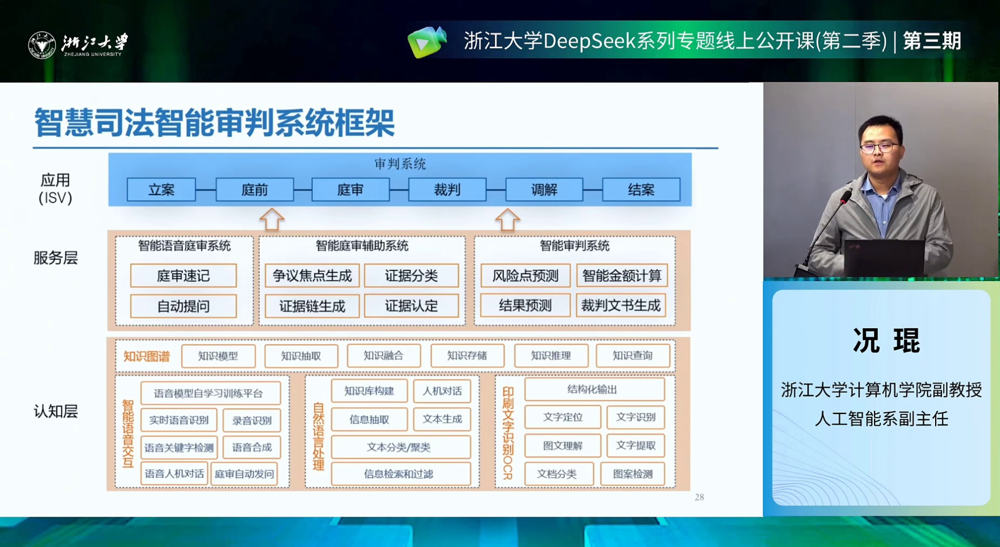 浙江大学
ZHEJIANG UNIVERSITY
浙江大学DeepSeek系列专题线上公开课(第二季) | 第三期
智慧司法智能审判系统框架
应用
(ISV)
审判系统
立案
庭前
庭审
裁判
调解
结案
服务层
智能语音庭审系统
庭审速记
自动提问
智能庭审辅助系统
争议焦点生成
证据分类
证据链生成
证据认定
智能审判系统
风险点预测
智能金额计算
结果预测
裁判文书生成
认知层
知识图谱
知识模型
知识抽取
知识融合
知识存储
知识推理
知识查询
智能语音交互
语音模型自学习训练平台
实时语音识别
录音识别
语音关键字检测
语音合成
语音人机对话
庭审自动发问
自然语言处理
知识库构建
人机对话
信息抽取
文本生成
文本分类/聚类
信息检索和过滤
印刷文字识别OCR
结构化输出
文字定位
文字识别
图文理解
文字提取
文档分类
图案检测
28
况 琨
浙江大学计算机学院副教授
人工智能系副主任